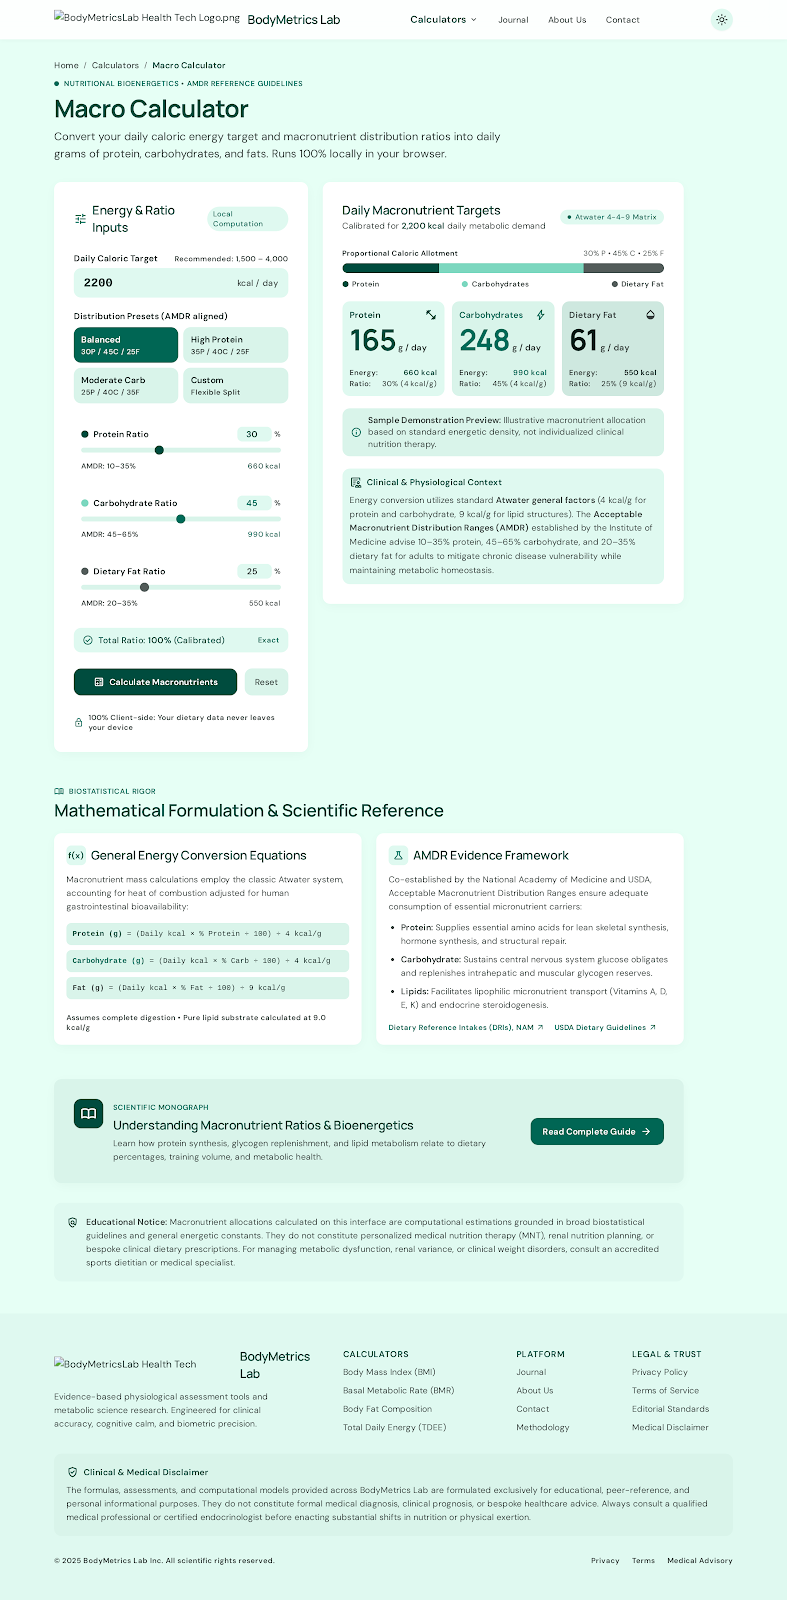 BodyMetricsLab Health Tech Logo.png BodyMetrics Lab Calculators Journal About Us Contact
Home / Calculators / Macro Calculator
NUTRITIONAL BIOENERGETICS • AMDR REFERENCE GUIDELINES
Macro Calculator
Convert your daily caloric energy target and macronutrient distribution ratios into daily
grams of protein, carbohydrates, and fats. Runs 100% locally in your browser.
Energy & Ratio
Inputs
Local
Computation
Daily Caloric Target Recommended: 1,500 – 4,000
2200 kcal / day
Distribution Presets (AMDR aligned)
Balanced
30P / 45C / 25F
High Protein
35P / 40C / 25F
Moderate Carb
25P / 40C / 35F
Custom
Flexible Split
Protein Ratio 30 %
AMDR: 10–35% 660 kcal
Carbohydrate Ratio 45 %
AMDR: 45–65% 990 kcal
Dietary Fat Ratio 25 %
AMDR: 20–35% 550 kcal
Total Ratio: 100% (Calibrated) Exact
Calculate Macronutrients Reset
100% Client-side: Your dietary data never leaves
your device
Daily Macronutrient Targets
Calibrated for 2,200 kcal daily metabolic demand
Atwater 4-4-9 Matrix
Proportional Caloric Allotment 30% P • 45% C • 25% F
Protein Carbohydrates Dietary Fat
Protein
165 g / day
Energy: 660 kcal
Ratio: 30% (4 kcal/g)
Carbohydrates
248 g / day
Energy: 990 kcal
Ratio: 45% (4 kcal/g)
Dietary Fat
61 g / day
Energy: 550 kcal
Ratio: 25% (9 kcal/g)
Sample Demonstration Preview: Illustrative macronutrient allocation
based on standard energetic density, not individualized clinical
nutrition therapy.
Clinical & Physiological Context
Energy conversion utilizes standard Atwater general factors (4 kcal/g for
protein and carbohydrate, 9 kcal/g for lipid structures). The Acceptable
Macronutrient Distribution Ranges (AMDR) established by the Institute of
Medicine advise 10–35% protein, 45–65% carbohydrate, and 20–35%
dietary fat for adults to mitigate chronic disease vulnerability while
maintaining metabolic homeostasis.
BIOSTATISTICAL RIGOR
Mathematical Formulation & Scientific Reference
f(x) General Energy Conversion Equations
Macronutrient mass calculations employ the classic Atwater system,
accounting for heat of combustion adjusted for human
gastrointestinal bioavailability:
Protein (g) = (Daily kcal × % Protein ÷ 100) ÷ 4 kcal/g
Carbohydrate (g) = (Daily kcal × % Carb ÷ 100) ÷ 4 kcal/g
Fat (g) = (Daily kcal × % Fat ÷ 100) ÷ 9 kcal/g
Assumes complete digestion • Pure lipid substrate calculated at 9.0
kcal/g
AMDR Evidence Framework
Co-established by the National Academy of Medicine and USDA,
Acceptable Macronutrient Distribution Ranges ensure adequate
consumption of essential micronutrient carriers:
• Protein: Supplies essential amino acids for lean skeletal synthesis,
hormone synthesis, and structural repair.
• Carbohydrate: Sustains central nervous system glucose obligates
and replenishes intrahepatic and muscular glycogen reserves.
• Lipids: Facilitates lipophilic micronutrient transport (Vitamins A, D,
E, K) and endocrine steroidogenesis.
Dietary Reference Intakes (DRIs), NAM ↗ USDA Dietary Guidelines ↗
SCIENTIFIC MONOGRAPH
Understanding Macronutrient Ratios & Bioenergetics
Learn how protein synthesis, glycogen replenishment, and lipid metabolism relate to dietary
percentages, training volume, and metabolic health.
Read Complete Guide →
Educational Notice: Macronutrient allocations calculated on this interface are computational estimations grounded in broad biostatistical
guidelines and general energetic constants. They do not constitute personalized medical nutrition therapy (MNT), renal nutrition planning, or
bespoke clinical dietary prescriptions. For managing metabolic dysfunction, renal variance, or clinical weight disorders, consult an accredited
sports dietitian or medical specialist.
BodyMetricsLab Health Tech
BodyMetrics
Lab
Evidence-based physiological assessment tools and
metabolic science research. Engineered for clinical
accuracy, cognitive calm, and biometric precision.
CALCULATORS
Body Mass Index (BMI)
Basal Metabolic Rate (BMR)
Body Fat Composition
Total Daily Energy (TDEE)
PLATFORM
Journal
About Us
Contact
Methodology
LEGAL & TRUST
Privacy Policy
Terms of Service
Editorial Standards
Medical Disclaimer
Clinical & Medical Disclaimer
The formulas, assessments, and computational models provided across BodyMetrics Lab are formulated exclusively for educational, peer-reference, and
personal informational purposes. They do not constitute formal medical diagnosis, clinical prognosis, or bespoke healthcare advice. Always consult a qualified
medical professional or certified endocrinologist before enacting substantial shifts in nutrition or physical exertion.
© 2025 BodyMetrics Lab Inc. All scientific rights reserved. Privacy Terms Medical Advisory